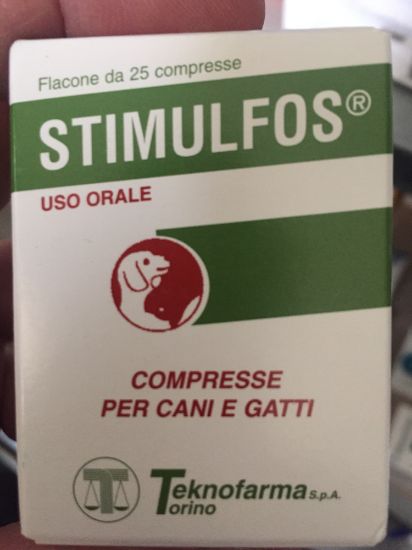 Flacone da 25 compresse
STIMULFOS®
USO ORALE
COMPRESSE
PER CANI E GATTI
Teknofarma S.p.A.
Torino